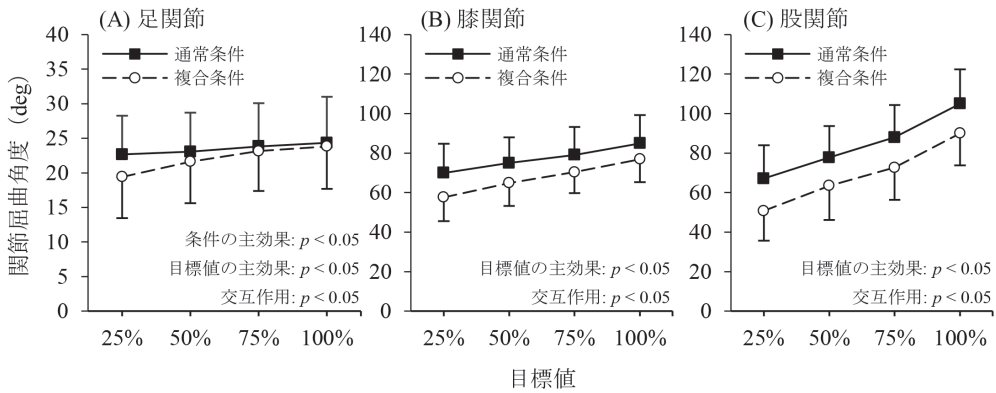 (A) 足関節
40
35
30
25
20
15
10
5
0
通常条件
複合条件
条件の主効果: p < 0.05
目標値の主効果: p < 0.05
交互作用: p < 0.05
25% 50% 75% 100%
関節屈曲角度 (deg)
(B) 膝関節
140
120
100
80
60
40
20
0
通常条件
複合条件
目標値の主効果: p < 0.05
交互作用: p < 0.05
25% 50% 75% 100%
(C) 股関節
140
120
100
80
60
40
20
0
通常条件
複合条件
目標値の主効果: p < 0.05
交互作用: p < 0.05
25% 50% 75% 100%
目標値